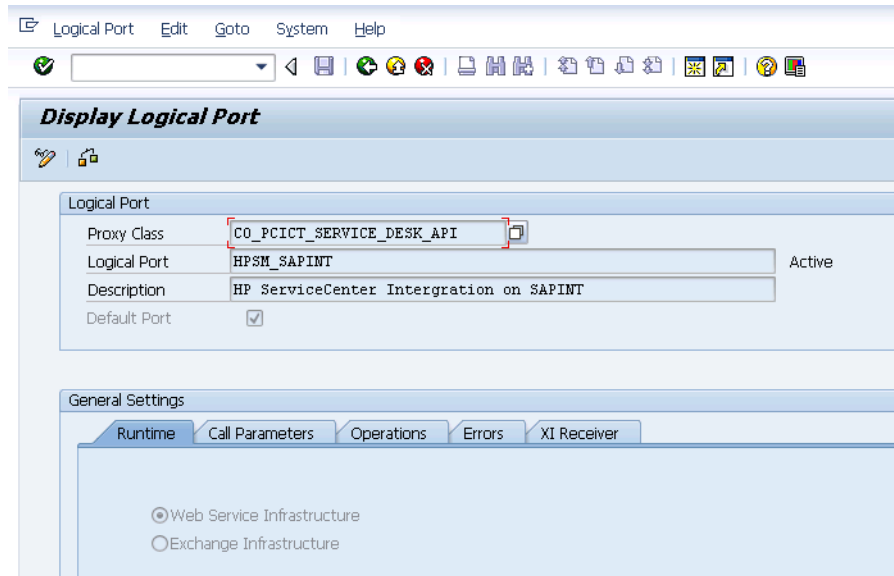 Logical Port Edit Goto System Help
Display Logical Port
Logical Port
Proxy Class CO_PCICT_SERVICE_DESK_API
Logical Port HPSM_SAPINT Active
Description HP ServiceCenter Intergration on SAPINT
Default Port
General Settings
Runtime Call Parameters Operations Errors XI Receiver
Web Service Infrastructure
Exchange Infrastructure